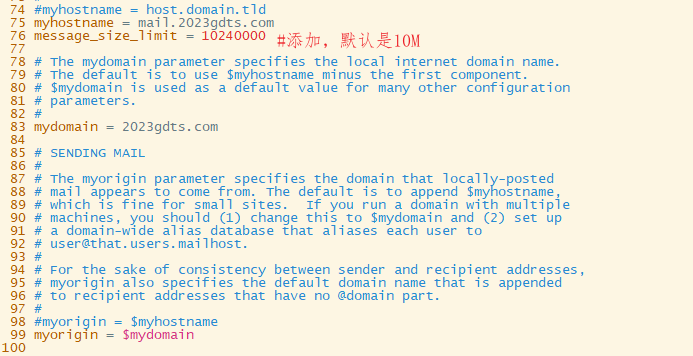 74 #myhostname = host.domain.tld
75 myhostname = mail.2023gdts.com
76 message_size_limit = 10240000 #添加，默认是10M
77
78 # The mydomain parameter specifies the local internet domain name.
79 # The default is to use $myhostname minus the first component.
80 # $mydomain is used as a default value for many other configuration
81 # parameters.
82 #
83 mydomain = 2023gdts.com
84
85 # SENDING MAIL
86 #
87 # The myorigin parameter specifies the domain that locally-posted
88 # mail appears to come from. The default is to append $myhostname,
89 # which is fine for small sites.  If you run a domain with multiple
90 # machines, you should (1) change this to $mydomain and (2) set up
91 # a domain-wide alias database that aliases each user to
92 # user@that.users.mailhost.
93 #
94 # For the sake of consistency between sender and recipient addresses,
95 # myorigin also specifies the default domain name that is appended
96 # to recipient addresses that have no @domain part.
97 #
98 #myorigin = $myhostname
99 myorigin = $mydomain
100